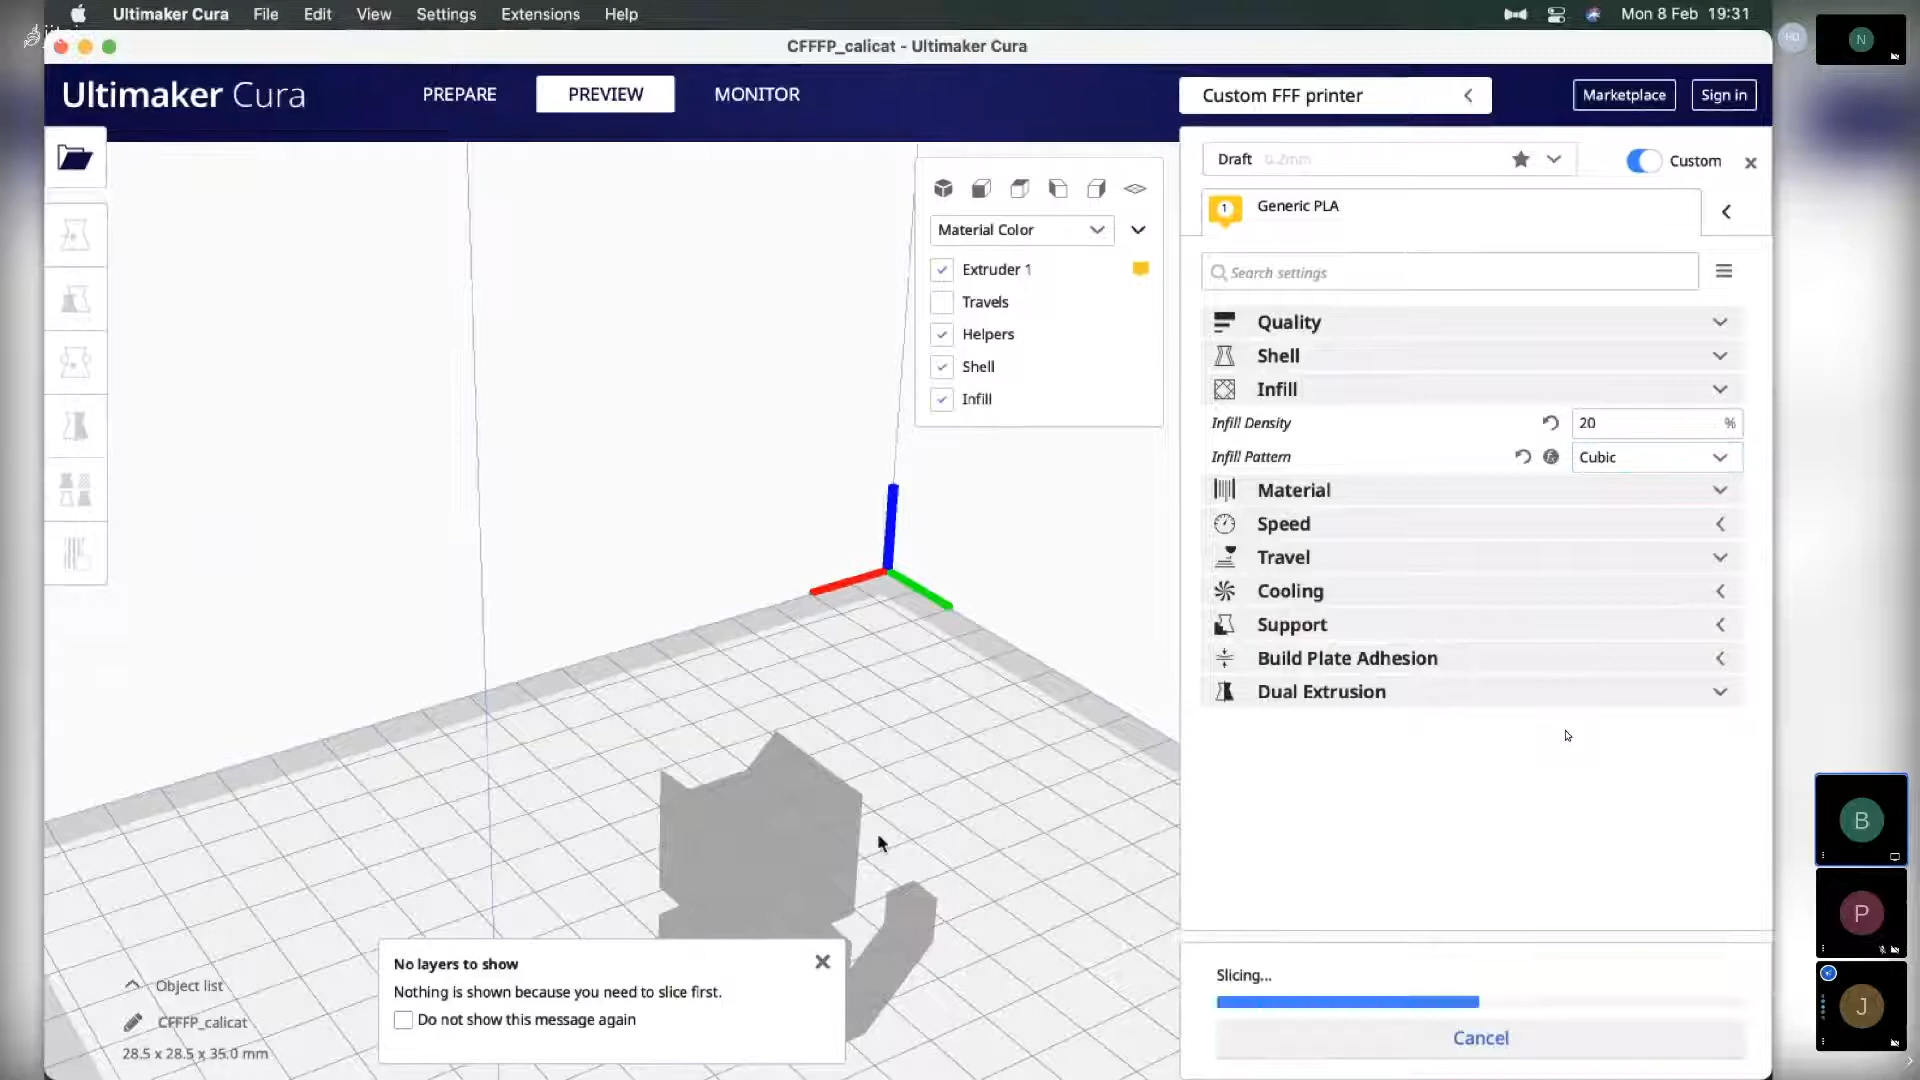 Ultimaker Cura File Edit View Settings Extensions Help Mon 8 Feb 19:31
CFFFP_calicat - Ultimaker Cura
Ultimaker Cura PREPARE PREVIEW MONITOR Custom FFF printer Marketplace Sign in
HD
N
Draft 0.2mm Custom
1 Generic PLA
Search settings
Material Color
Extruder 1
Travels
Helpers
Shell
Infill
Quality
Shell
Infill
Infill Density 20 %
Infill Pattern Cubic
Material
Speed
Travel
Cooling
Support
Build Plate Adhesion
Dual Extrusion
B
P
J
No layers to show
Nothing is shown because you need to slice first.
Do not show this message again
Object list
CFFFP_calicat
28.5 x 28.5 x 35.0 mm
Slicing...
Cancel